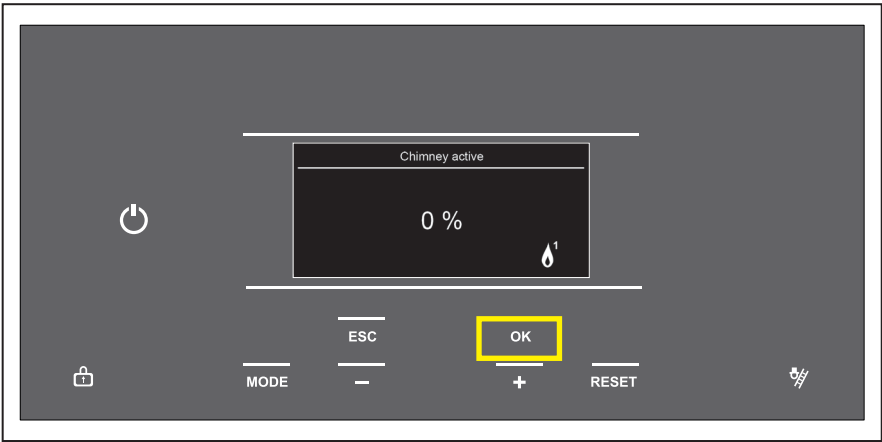 Chimney active
0 %
1
ESC OK
MODE − + RESET